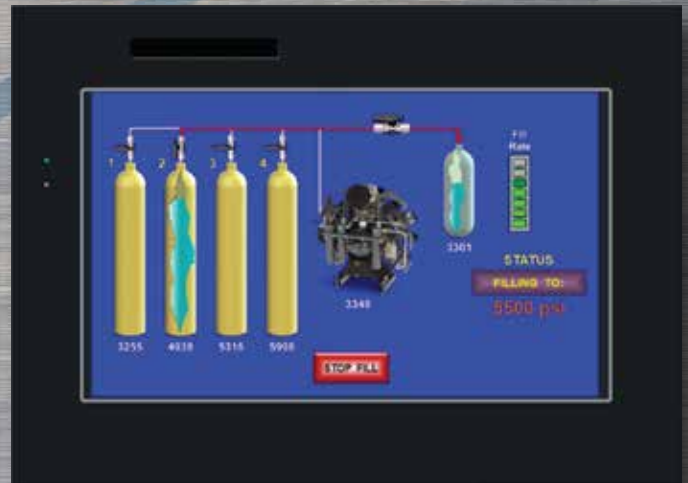 Fill
Rate
1 2 3 4
3301
STATUS
FILLING TO:
5500 psi
3348
3255 4038 5316 5908
STOP FILL